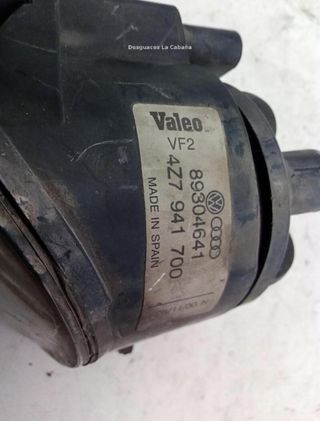 Desguaces La Cabaña
Valeo
VF2
89304641
4Z7 941 700
MADE IN SPAIN